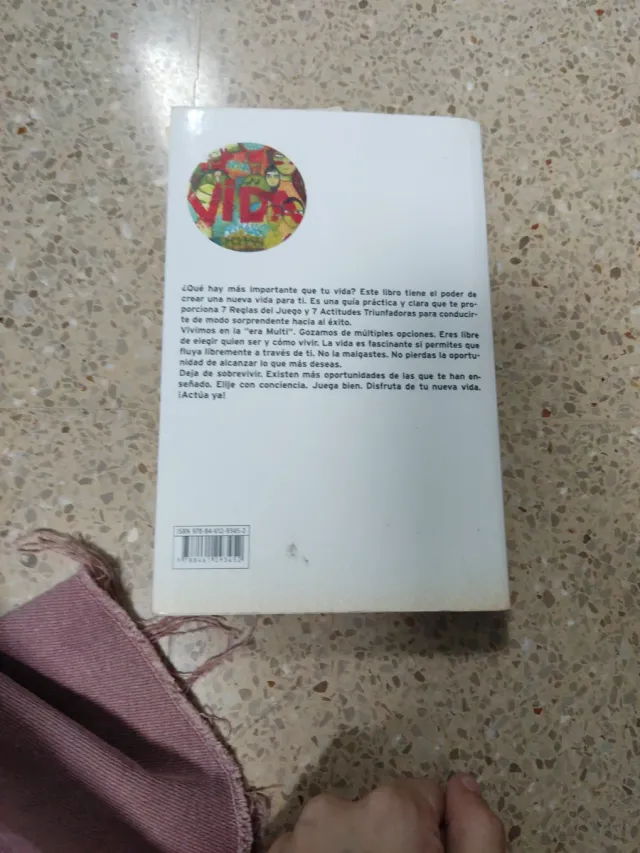 VIDA
¿Qué hay más importante que tu vida? Este libro tiene el poder de
crear una nueva vida para ti. Es una guía práctica y clara que te pro-
porciona 7 Reglas del Juego y 7 Actitudes Triunfadoras para conducir-
te de modo sorprendente hacia al éxito.
Vivimos en la "era Multi". Gozamos de múltiples opciones. Eres libre
de elegir quien ser y cómo vivir. La vida es fascinante si permites que
fluya libremente a través de ti. No la malgastes. No pierdas la oportu-
nidad de alcanzar lo que más deseas.
Deja de sobrevivir. Existen más oportunidades de las que te han en-
señado. Elije con conciencia. Juega bien. Disfruta de tu nueva vida.
¡Actúa ya!